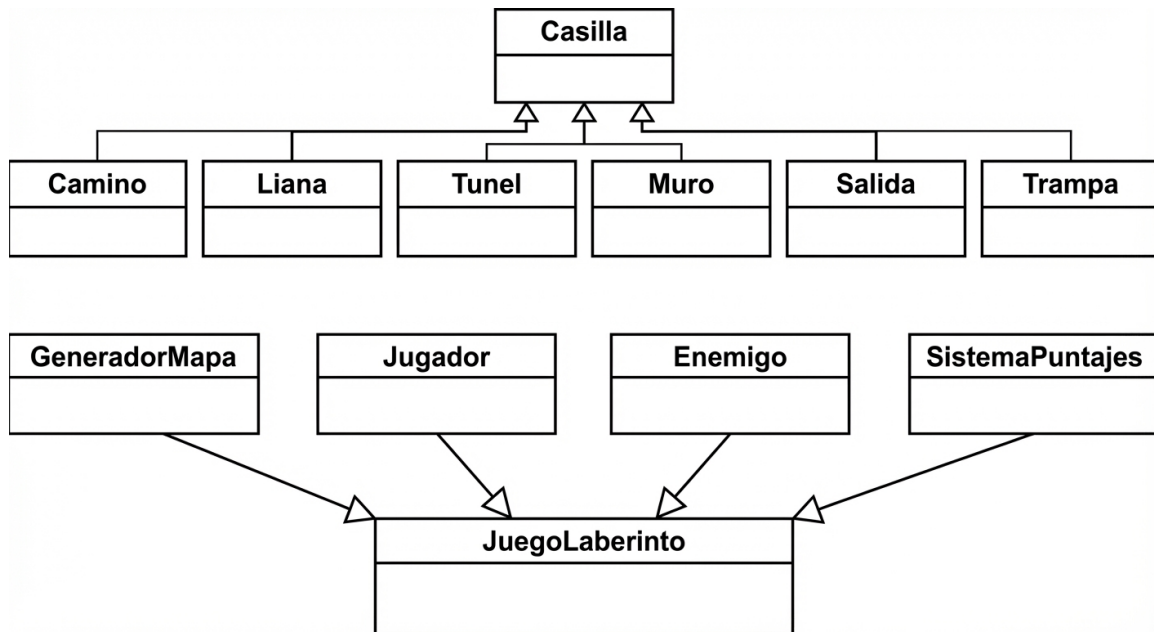 Casilla
Camino
Liana
Tunel
Muro
Salida
Trampa
GeneradorMapa
Jugador
Enemigo
SistemaPuntajes
JuegoLaberinto